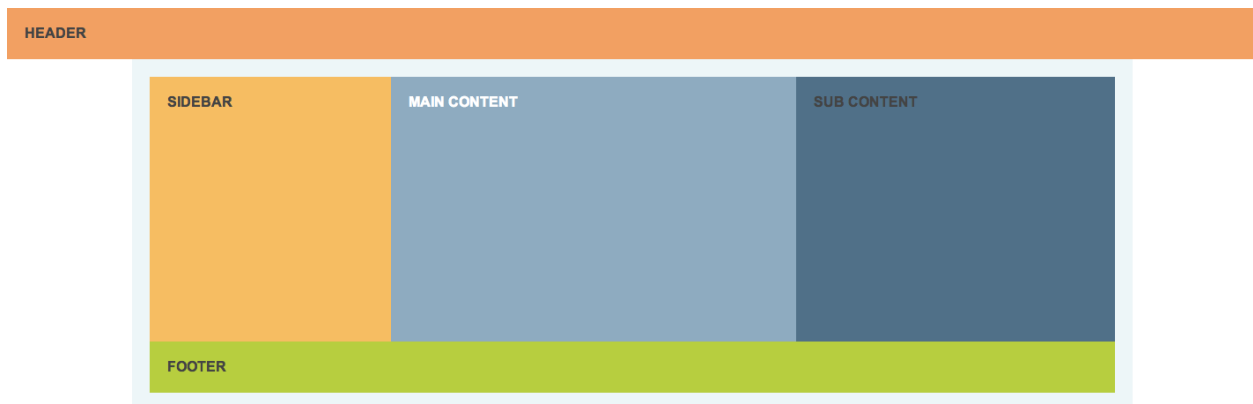 HEADER
SIDEBAR
MAIN CONTENT
SUB CONTENT
FOOTER